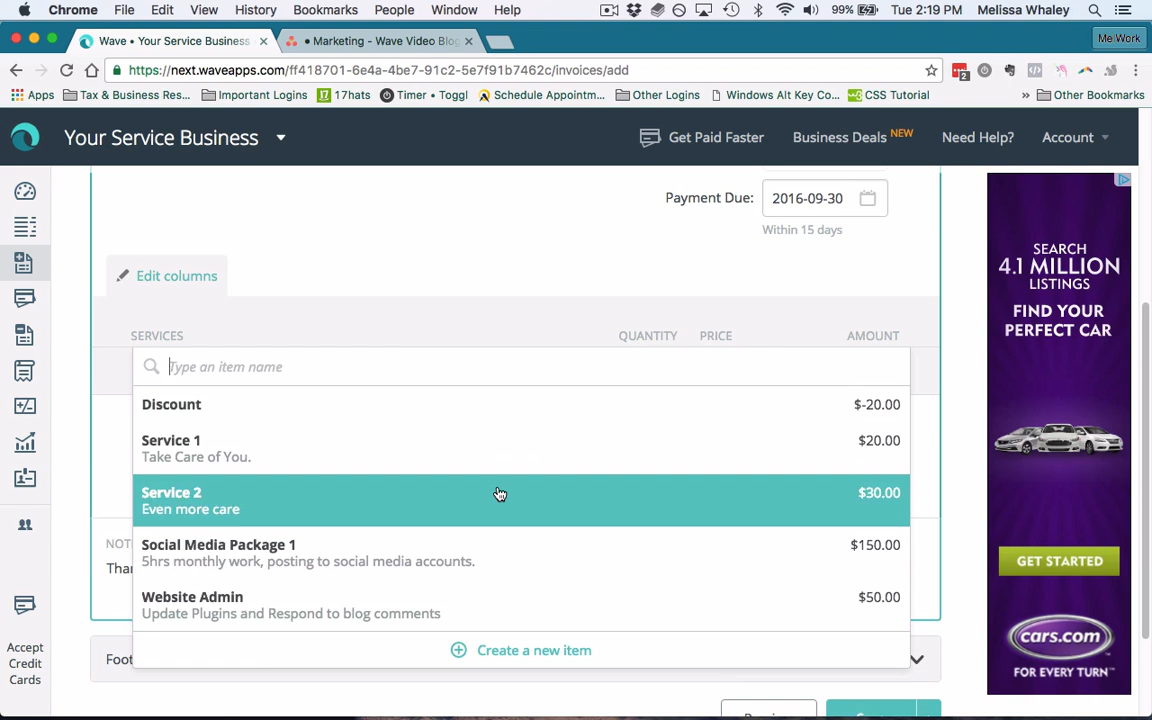 Chrome File Edit View History Bookmarks People Window Help 99% Tue 2:19 PM Melissa Whaley
Wave • Your Service Business × • Marketing - Wave Video Blog × Me Work
https://next.waveapps.com/ff418701-6e4a-4be7-91c2-5e7f91b7462c/invoices/add 2
Apps Tax & Business Res... Important Logins 17 17hats Timer • Toggl Schedule Appointm... Other Logins Windows Alt Key Co... CSS Tutorial » Other Bookmarks
Your Service Business Get Paid Faster Business Deals NEW Need Help? Account
Payment Due: 2016-09-30
Within 15 days
Edit columns
SERVICES QUANTITY PRICE AMOUNT
Type an item name
Discount $-20.00
Service 1 $20.00
Take Care of You.
Service 2 $30.00
Even more care
Social Media Package 1 $150.00
5hrs monthly work, posting to social media accounts.
Website Admin $50.00
Update Plugins and Respond to blog comments
Create a new item
NOT
Than
Foot
Accept
Credit
Cards
SEARCH
4.1 MILLION
LISTINGS
FIND YOUR
PERFECT CAR
GET STARTED
cars.com
FOR EVERY TURN™